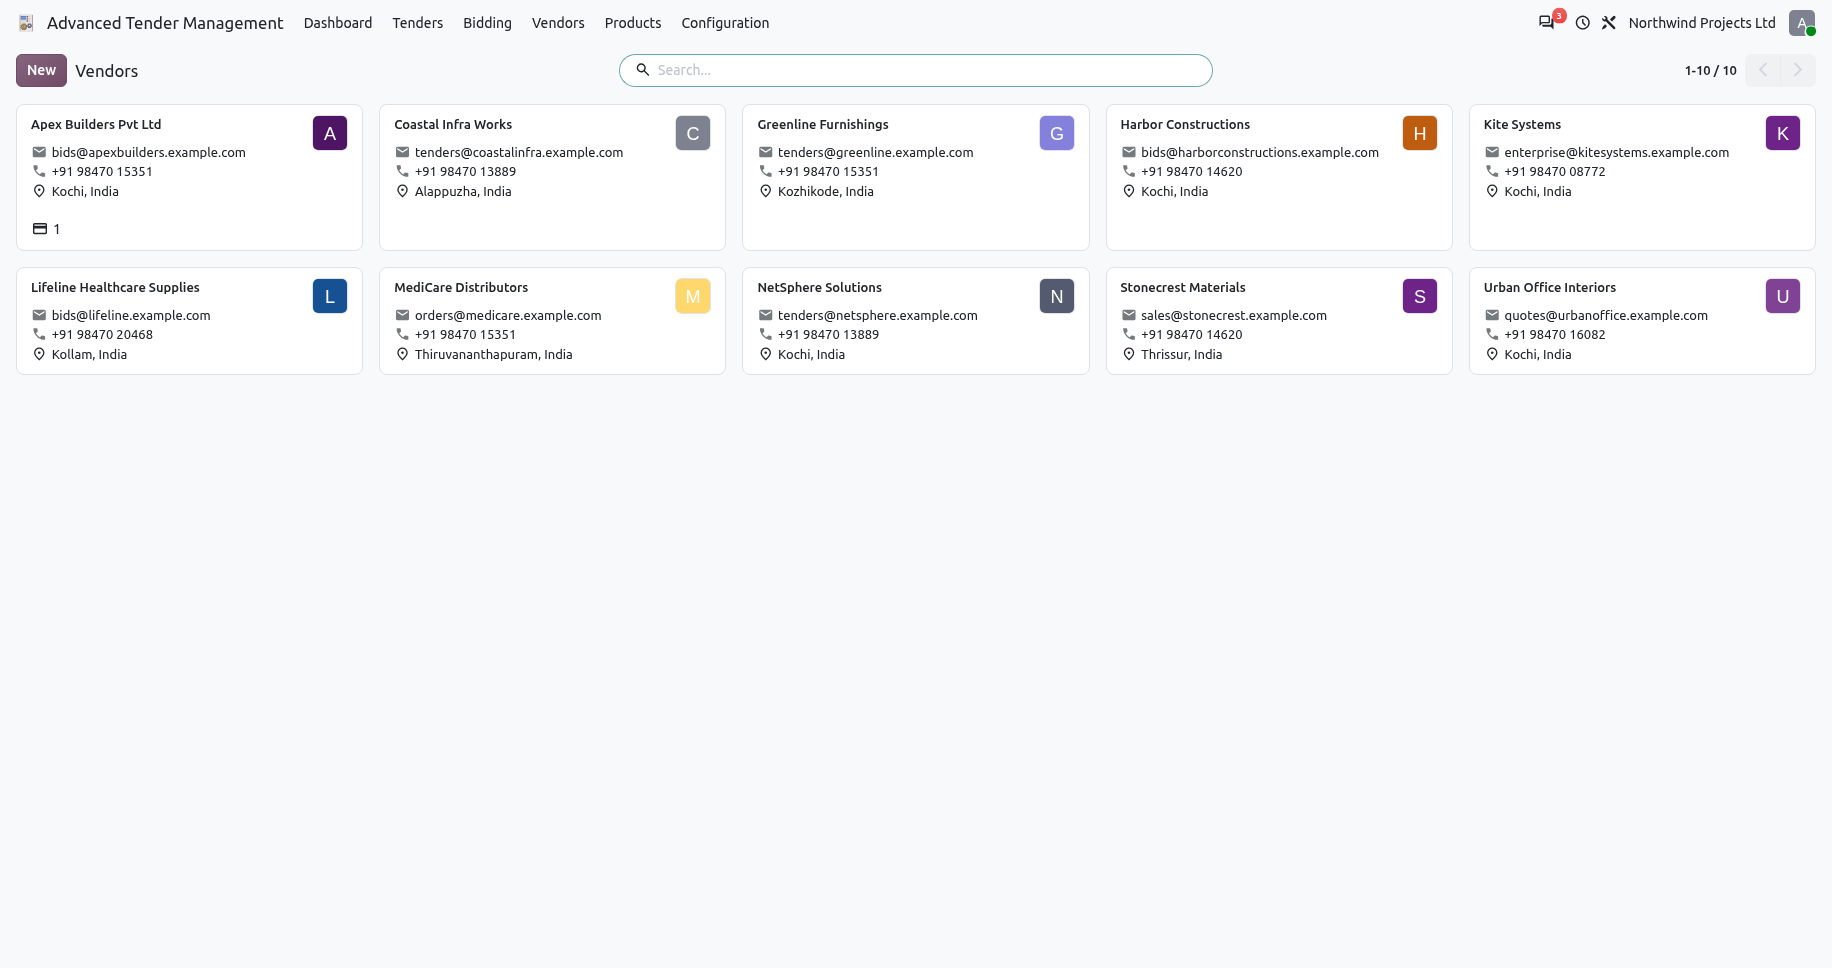 Advanced Tender Management Dashboard Tenders Bidding Vendors Products Configuration 3 Northwind Projects Ltd A
New Vendors Search... 1-10 / 10
Apex Builders Pvt Ltd A
bids@apexbuilders.example.com
+91 98470 15351
Kochi, India
1
Coastal Infra Works C
tenders@coastalinfra.example.com
+91 98470 13889
Alappuzha, India
Greenline Furnishings G
tenders@greenline.example.com
+91 98470 15351
Kozhikode, India
Harbor Constructions H
bids@harborconstructions.example.com
+91 98470 14620
Kochi, India
Kite Systems K
enterprise@kitesystems.example.com
+91 98470 08772
Kochi, India
Lifeline Healthcare Supplies L
bids@lifeline.example.com
+91 98470 20468
Kollam, India
MediCare Distributors M
orders@medicare.example.com
+91 98470 15351
Thiruvananthapuram, India
NetSphere Solutions N
tenders@netsphere.example.com
+91 98470 13889
Kochi, India
Stonecrest Materials S
sales@stonecrest.example.com
+91 98470 14620
Thrissur, India
Urban Office Interiors U
quotes@urbanoffice.example.com
+91 98470 16082
Kochi, India